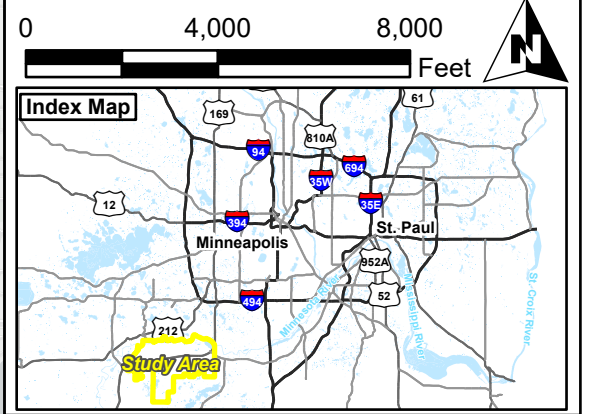 0 4,000 8,000
Feet
N
Index Map
169
61
810A
94
694
35W
12
35E
394
St. Paul
Minneapolis
952A
494
52
Minnesota River
Mississippi River
St. Croix River
212
Study Area